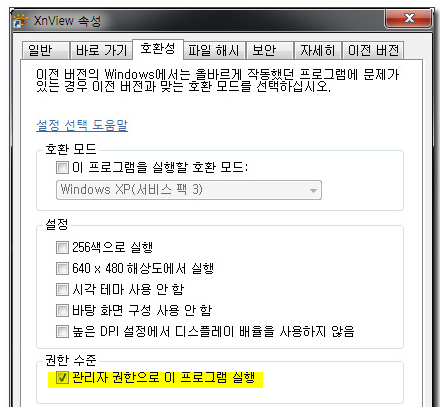 XnView 속성
일반 바로 가기 호환성 파일 해시 보안 자세히 이전 버전
이전 버전의 Windows에서는 올바르게 작동했던 프로그램에 문제가
있는 경우 이전 버전과 맞는 호환 모드를 선택하십시오.
설정 선택 도움말
호환 모드
이 프로그램을 실행할 호환 모드:
Windows XP(서비스 팩 3)
설정
256색으로 실행
640 x 480 해상도에서 실행
시각 테마 사용 안 함
바탕 화면 구성 사용 안 함
높은 DPI 설정에서 디스플레이 배율을 사용하지 않음
권한 수준
관리자 권한으로 이 프로그램 실행